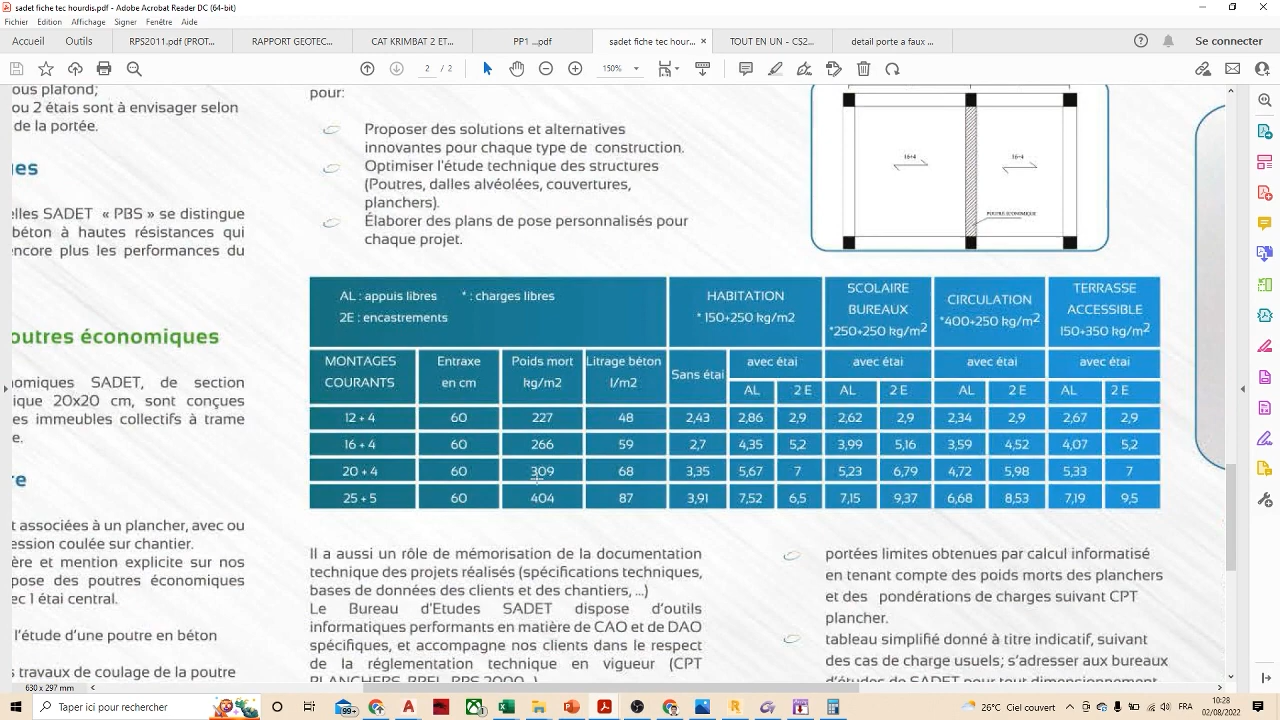 sadet fiche tec hourdis.pdf - Adobe Acrobat Reader DC (64-bit)
Fichier Edition Affichage Signer Fenêtre Aide
Accueil Outils RPS2011.pdf (PROT... RAPPORT GEOTEC... CAT KRIMBAT 2 ET... PP1 ...pdf sadet fiche tec hour... × TOUT EN UN - CS2... detail porte a faux ... Se connecter
2 / 2 150%
ous plafond;
ou 2 étais sont à envisager selon
de la portée.
ges
elles SADET « PBS » se distingue
béton à hautes résistances qui
encore plus les performances du
outres économiques
omiques SADET, de section
ique 20x20 cm, sont conçues
es immeubles collectifs à trame
e.
re
t associées à un plancher, avec ou
ession coulée sur chantier.
ère et mention explicite sur nos
pose des poutres économiques
ec 1 étai central.
l'étude d'une poutre en béton
s travaux de coulage de la poutre
pour:
Proposer des solutions et alternatives
innovantes pour chaque type de construction.
Optimiser l'étude technique des structures
(Poutres, dalles alvéolées, couvertures,
planchers).
Élaborer des plans de pose personnalisés pour
chaque projet.
16+4 16+4
POUTRE ECONOMIQUE
AL : appuis libres * : charges libres
2E : encastrements
HABITATION
* 150+250 kg/m2
SCOLAIRE
BUREAUX
*250+250 kg/m2
CIRCULATION
*400+250 kg/m2
TERRASSE
ACCESSIBLE
150+350 kg/m2
MONTAGES
COURANTS
Entraxe
en cm
Poids mort
kg/m2
Litrage béton
l/m2
Sans étai
avec étai avec étai avec étai avec étai
AL 2 E AL 2 E AL 2 E AL 2 E
12 + 4 60 227 48 2,43 2,86 2,9 2,62 2,9 2,34 2,9 2,67 2,9
16 + 4 60 266 59 2,7 4,35 5,2 3,99 5,16 3,59 4,52 4,07 5,2
20 + 4 60 309 68 3,35 5,67 7 5,23 6,79 4,72 5,98 5,33 7
25 + 5 60 404 87 3,91 7,52 6,5 7,15 9,37 6,68 8,53 7,19 9,5
Il a aussi un rôle de mémorisation de la documentation
technique des projets réalisés (spécifications techniques,
bases de données des clients et des chantiers, ...)
Le Bureau d'Etudes SADET dispose d'outils
informatiques performants en matière de CAO et de DAO
spécifiques, et accompagne nos clients dans le respect
de la réglementation technique en vigueur (CPT
PLANCHERS, BPEL, RPS 2000...)
portées limites obtenues par calcul informatisé
en tenant compte des poids morts des planchers
et des pondérations de charges suivant CPT
plancher.
tableau simplifié donné à titre indicatif, suivant
des cas de charge usuels; s'adresser aux bureaux
d'études de SADET pour tout dimensionnement
630 x 297 mm
Taper ici pour rechercher
99+
26°C Ciel couvert
FRA
10:28
02/08/2022